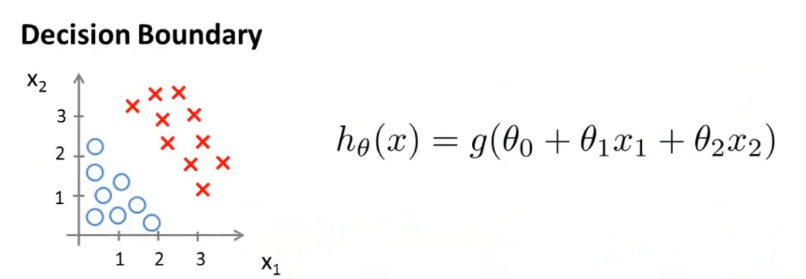 Decision Boundary
x₂
3
2
1
1 2 3
x₁
hθ(x) = g(θ₀ + θ₁x₁ + θ₂x₂)